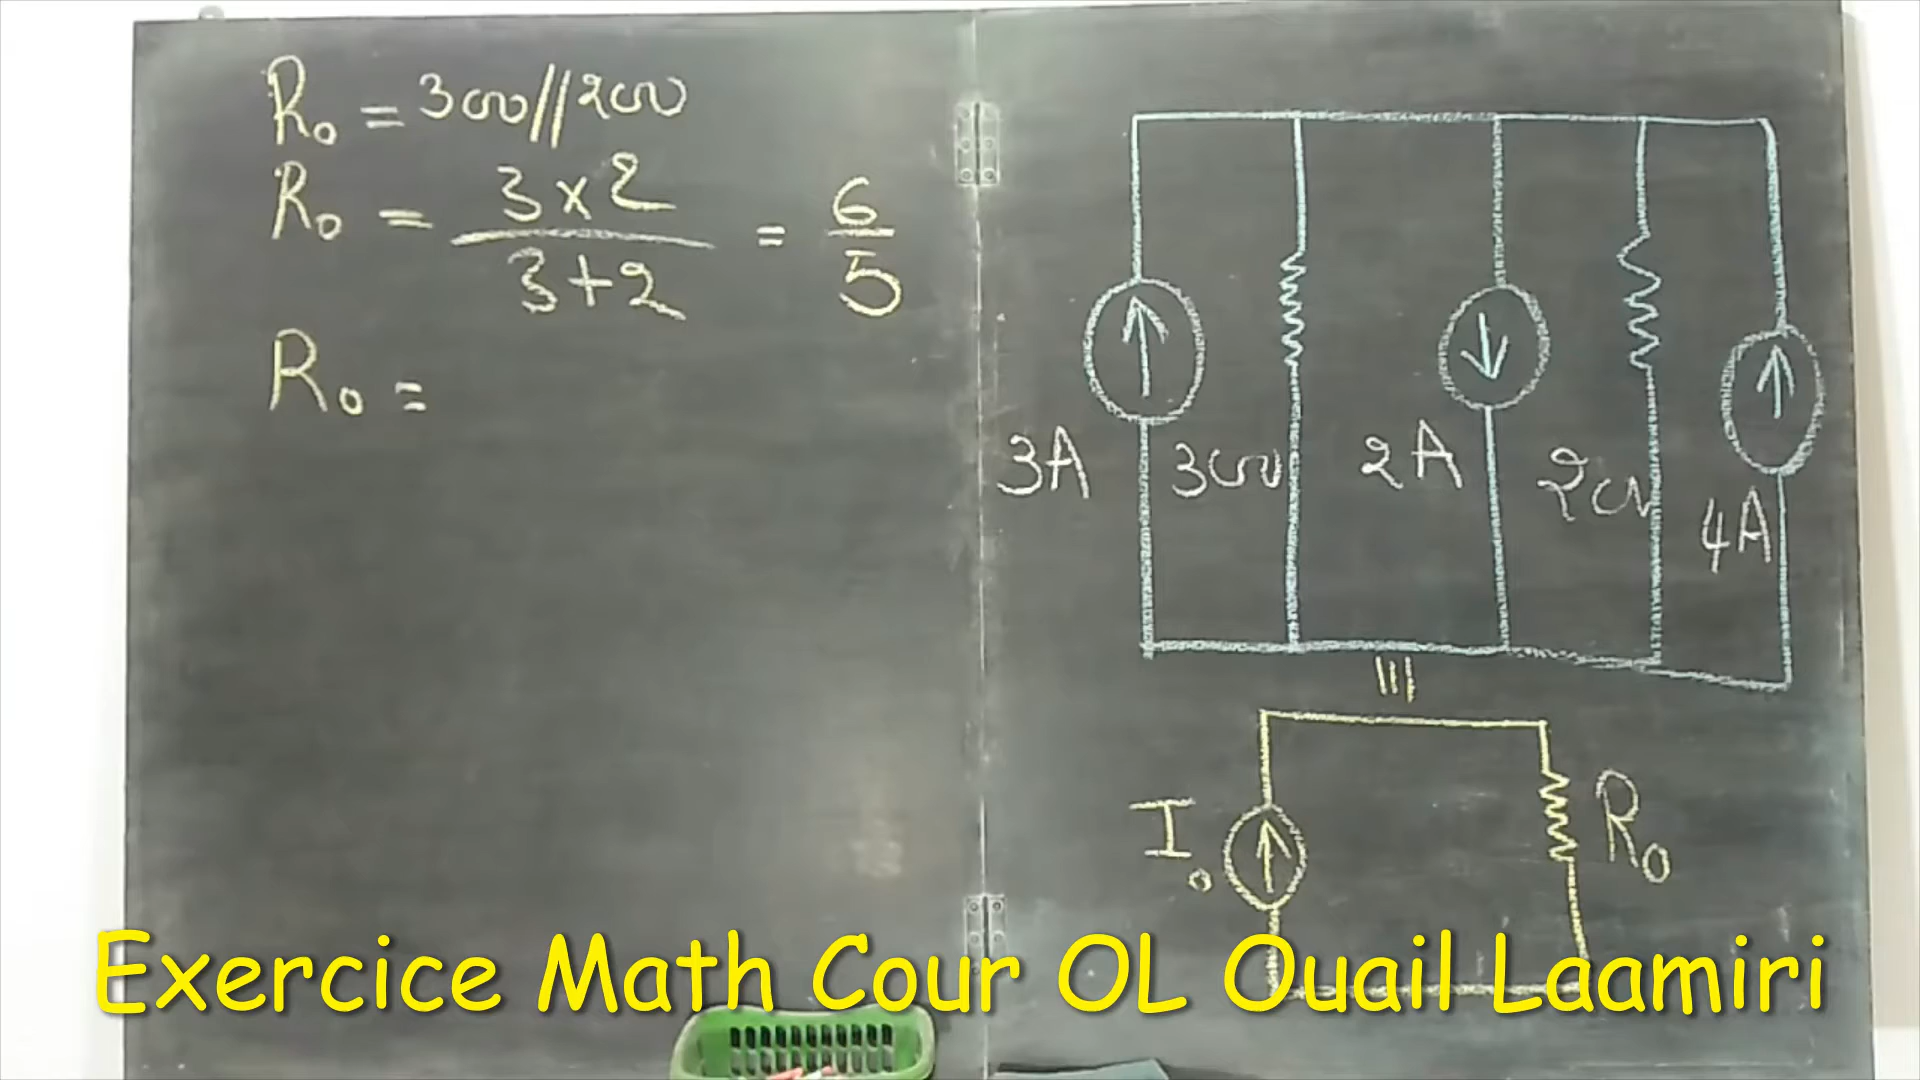 R₀ = 3ω//2ω
R₀ = 3×2 / 3+2 = 6/5
R₀ =
3A
3ω
2A
2ω
4A
I₀
R₀
Exercice Math Cour OL Ouail Laamiri